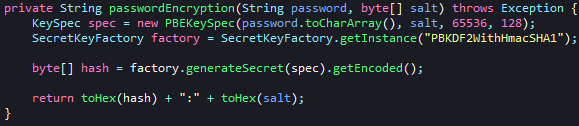 private String passwordEncryption(String password, byte[] salt) throws Exception {
KeySpec spec = new PBEKeySpec(password.toCharArray(), salt, 65536, 128);
SecretKeyFactory factory = SecretKeyFactory.getInstance("PBKDF2WithHmacSHA1");
byte[] hash = factory.generateSecret(spec).getEncoded();
return toHex(hash) + ":" + toHex(salt);
}